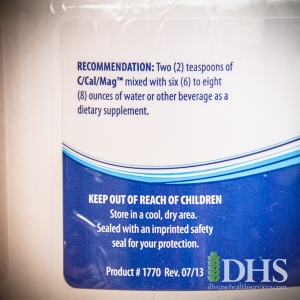 RECOMMENDATION: Two (2) teaspoons of
C/Cal/Mag™ mixed with six (6) to eight
(8) ounces of water or other beverage as a
dietary supplement.
KEEP OUT OF REACH OF CHILDREN
Store in a cool, dry area.
Sealed with an imprinted safety
seal for your protection.
Product # 1770 Rev. 07/13
DHS
diversehealthservices.com